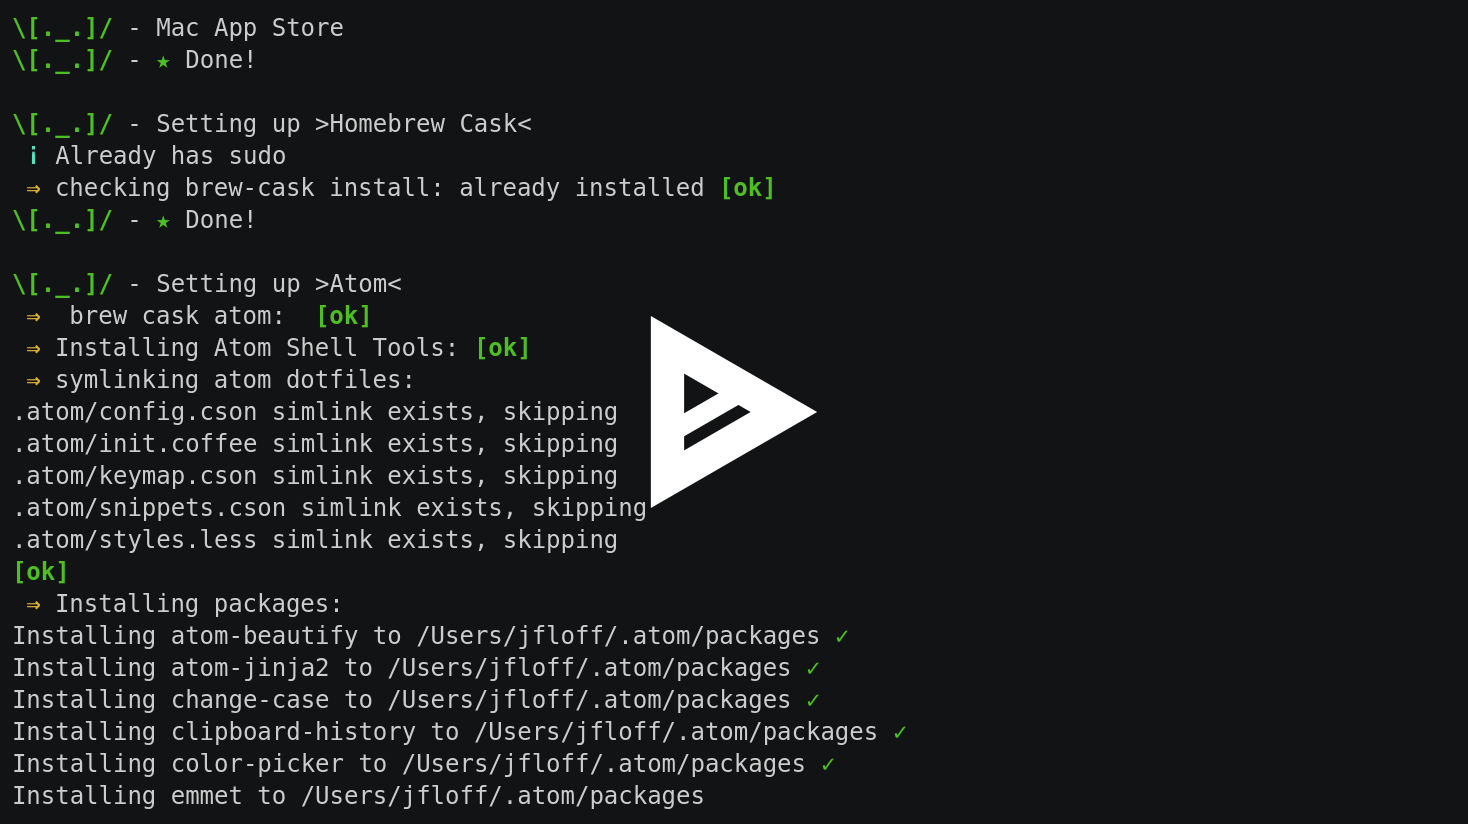 \[._.]/ - Mac App Store
\[._.]/ - ★ Done!
\[._.]/ - Setting up >Homebrew Cask<
¡ Already has sudo
⇒ checking brew-cask install: already installed [ok]
\[._.]/ - ★ Done!
\[._.]/ - Setting up >Atom<
⇒  brew cask atom:  [ok]
⇒ Installing Atom Shell Tools: [ok]
⇒ symlinking atom dotfiles:
.atom/config.cson simlink exists, skipping
.atom/init.coffee simlink exists, skipping
.atom/keymap.cson simlink exists, skipping
.atom/snippets.cson simlink exists, skipping
.atom/styles.less simlink exists, skipping
[ok]
⇒ Installing packages:
Installing atom-beautify to /Users/jfloff/.atom/packages ✓
Installing atom-jinja2 to /Users/jfloff/.atom/packages ✓
Installing change-case to /Users/jfloff/.atom/packages ✓
Installing clipboard-history to /Users/jfloff/.atom/packages ✓
Installing color-picker to /Users/jfloff/.atom/packages ✓
Installing emmet to /Users/jfloff/.atom/packages